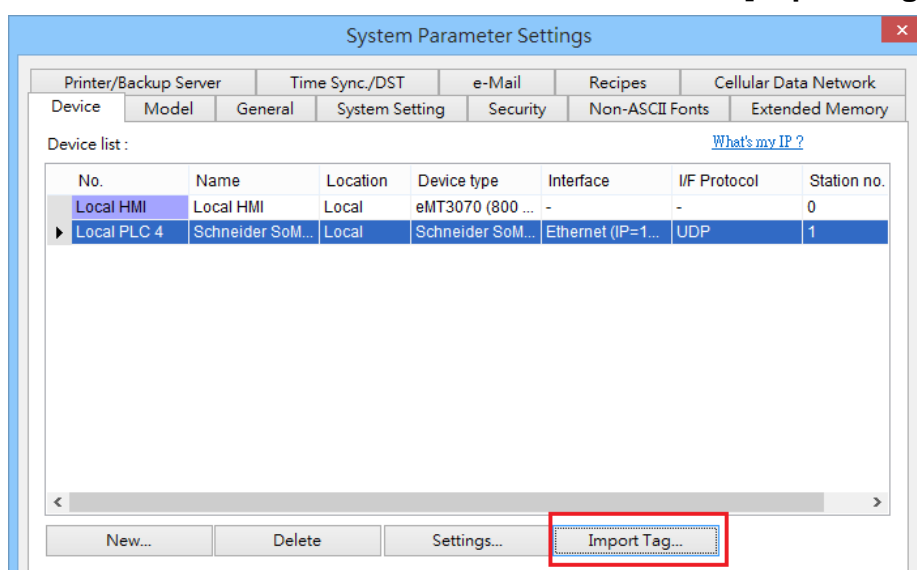 System Parameter Settings
Printer/Backup Server Time Sync./DST e-Mail Recipes Cellular Data Network
Device Model General System Setting Security Non-ASCII Fonts Extended Memory
Device list : What's my IP ?
No. Name Location Device type Interface I/F Protocol Station no.
Local HMI Local HMI Local eMT3070 (800 ... - - 0
Local PLC 4 Schneider SoM... Local Schneider SoM... Ethernet (IP=1... UDP 1
New... Delete Settings... Import Tag...